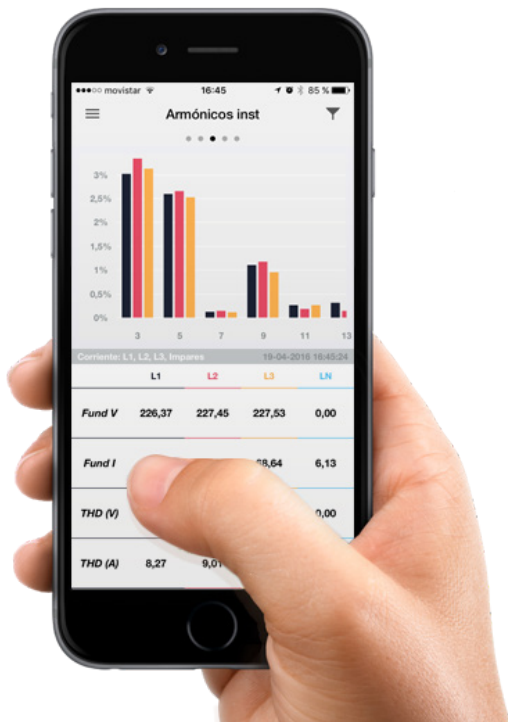 movistar 16:45 85 %
Armónicos inst
3%
2,5%
2%
1,5%
1%
0,5%
0%
3 5 7 9 11 13
Corriente: L1, L2, L3, Impares 19-04-2016 16:45:24
L1 L2 L3 LN
Fund V 226,37 227,45 227,53 0,00
Fund I 6,13
THD (V) 0,00
THD (A) 8,27